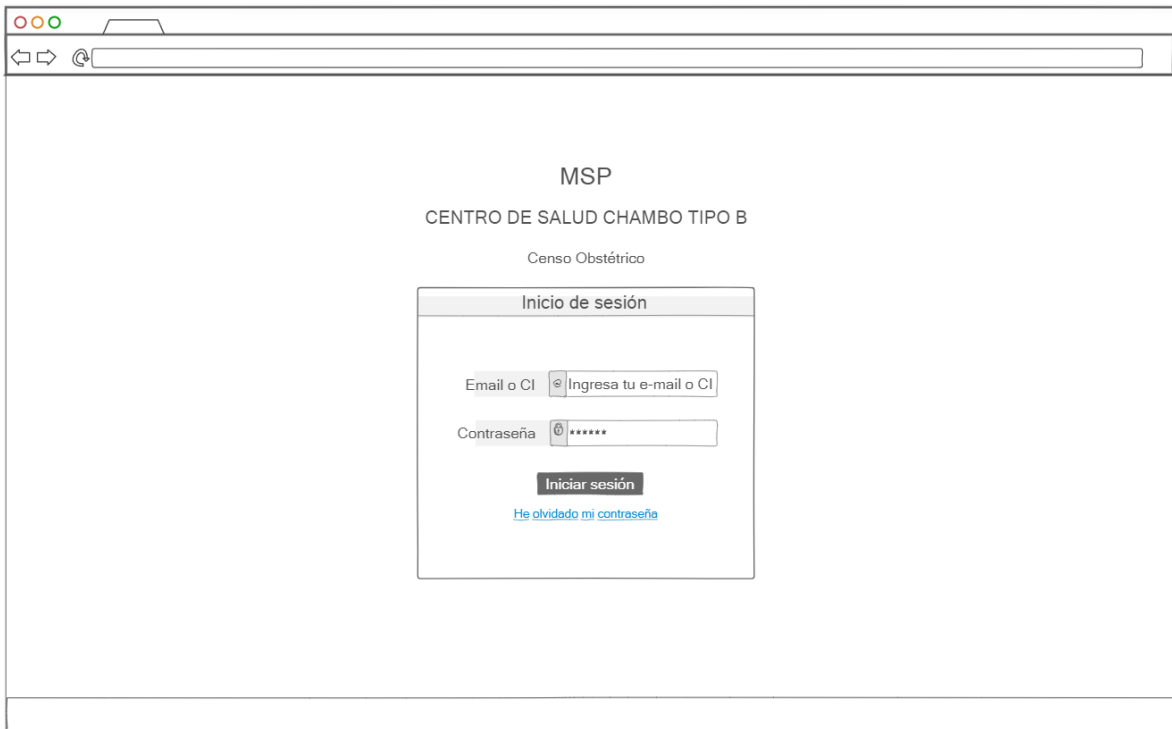 MSP
CENTRO DE SALUD CHAMBO TIPO B
Censo Obstétrico
Inicio de sesión
Email o CI @ Ingresa tu e-mail o CI
Contraseña ******
Iniciar sesión
He olvidado mi contraseña